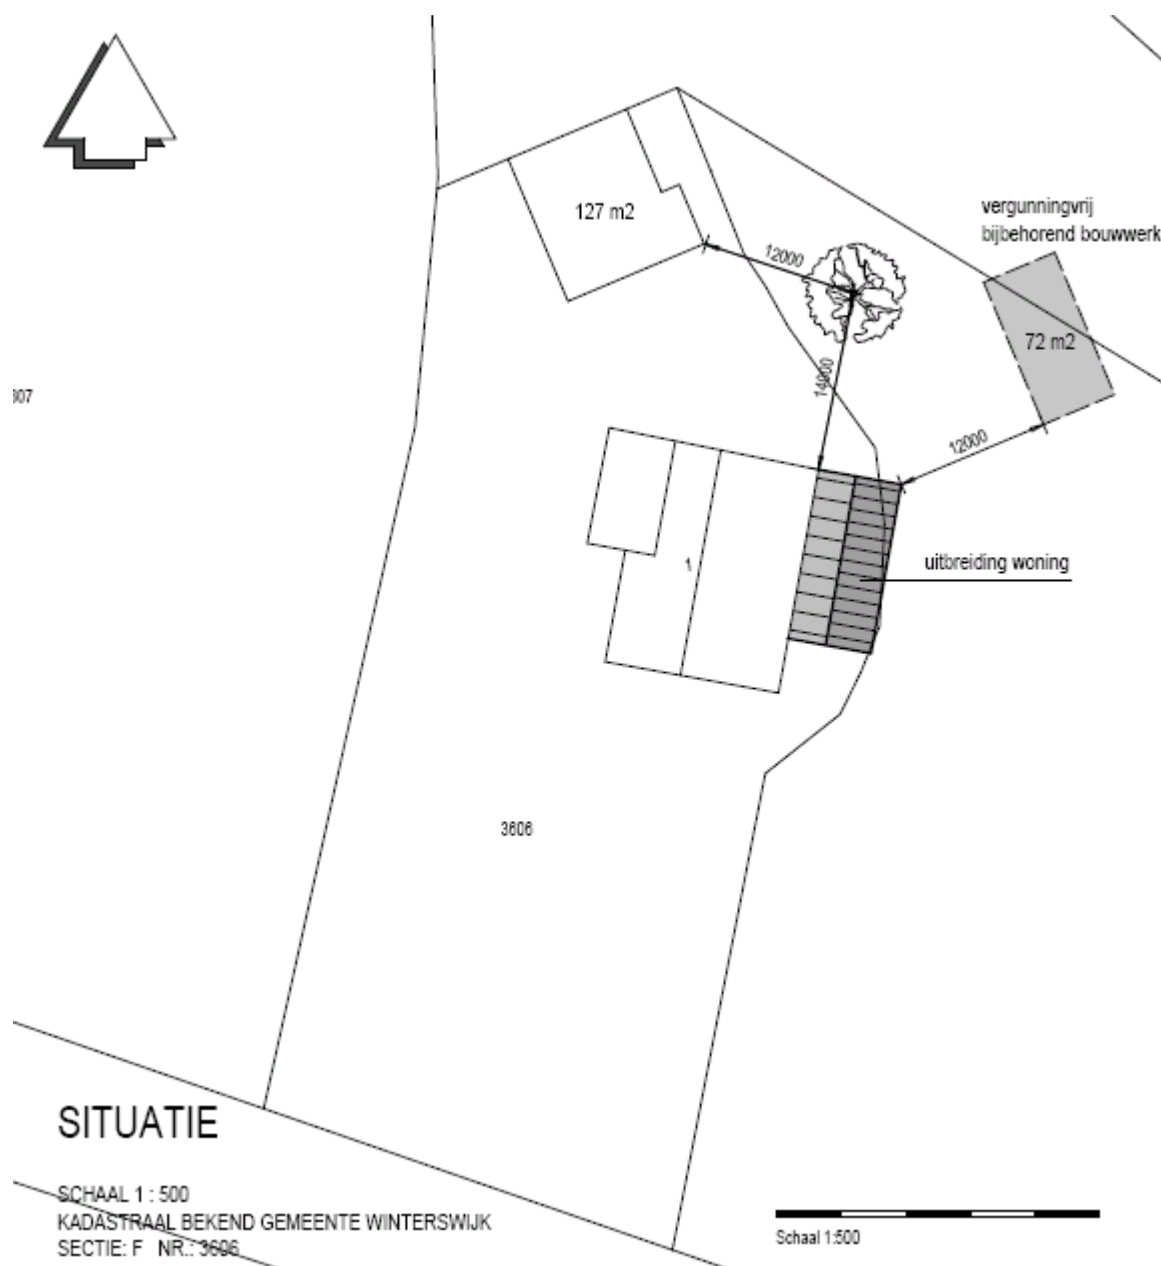 127 m2
vergunningvrij
bijbehorend bouwwerk
12000
72 m2
14000
307
12000
1
uitbreiding woning
3606
SITUATIE
SCHAAL 1 : 500
KADASTRAAL BEKEND GEMEENTE WINTERSWIJK
SECTIE: F NR.: 3606
Schaal 1:500